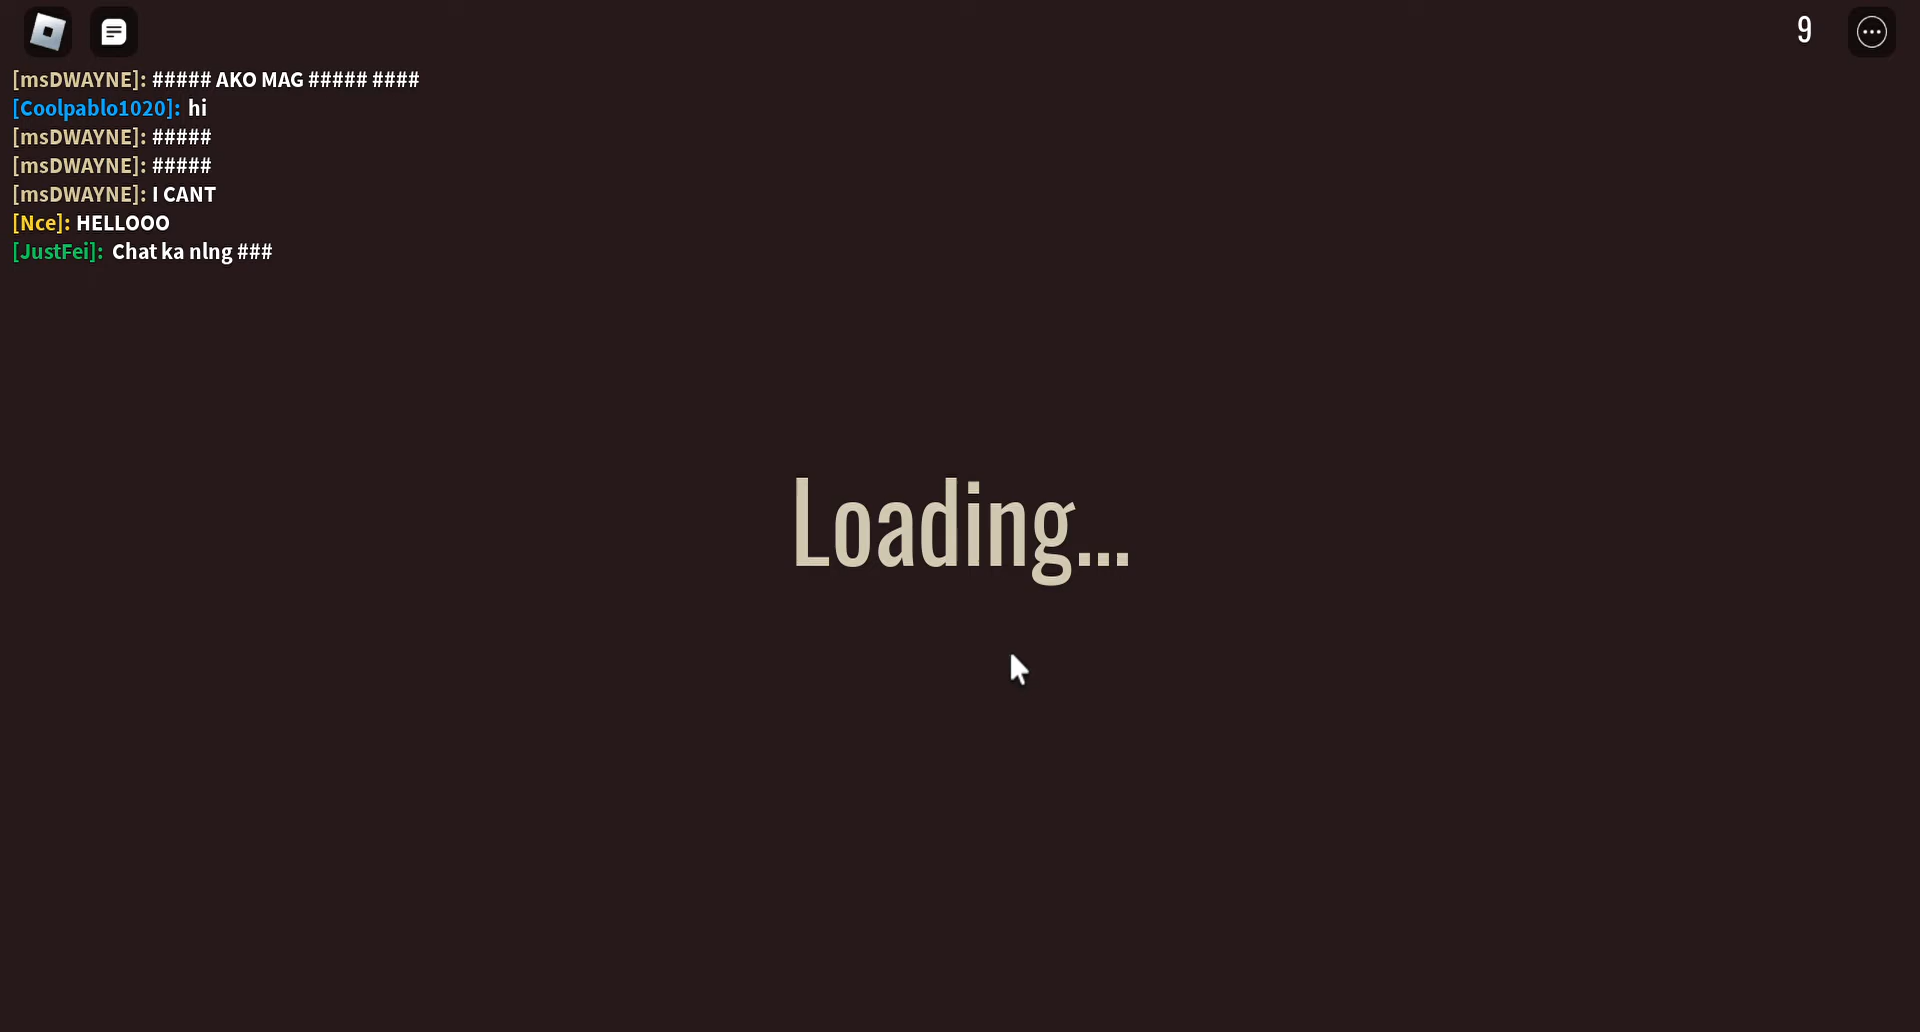 9
[msDWAYNE]: ##### AKO MAG ##### ####
[Coolpablo1020]: hi
[msDWAYNE]: #####
[msDWAYNE]: #####
[msDWAYNE]: I CANT
[Nce]: HELLOOO
[JustFei]: Chat ka nlng ###
Loading...